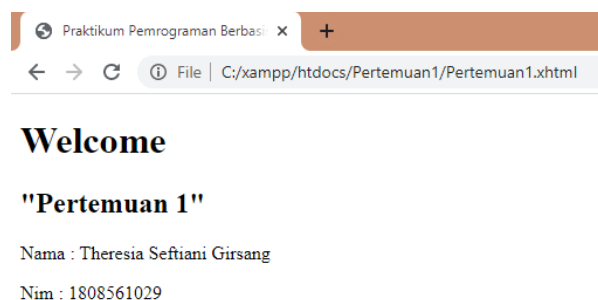 Praktikum Pemrograman Berbasi
File C:/xampp/htdocs/Pertemuan1/Pertemuan1.xhtml
Welcome
"Pertemuan 1"
Nama : Theresia Seftiani Girsang
Nim : 1808561029